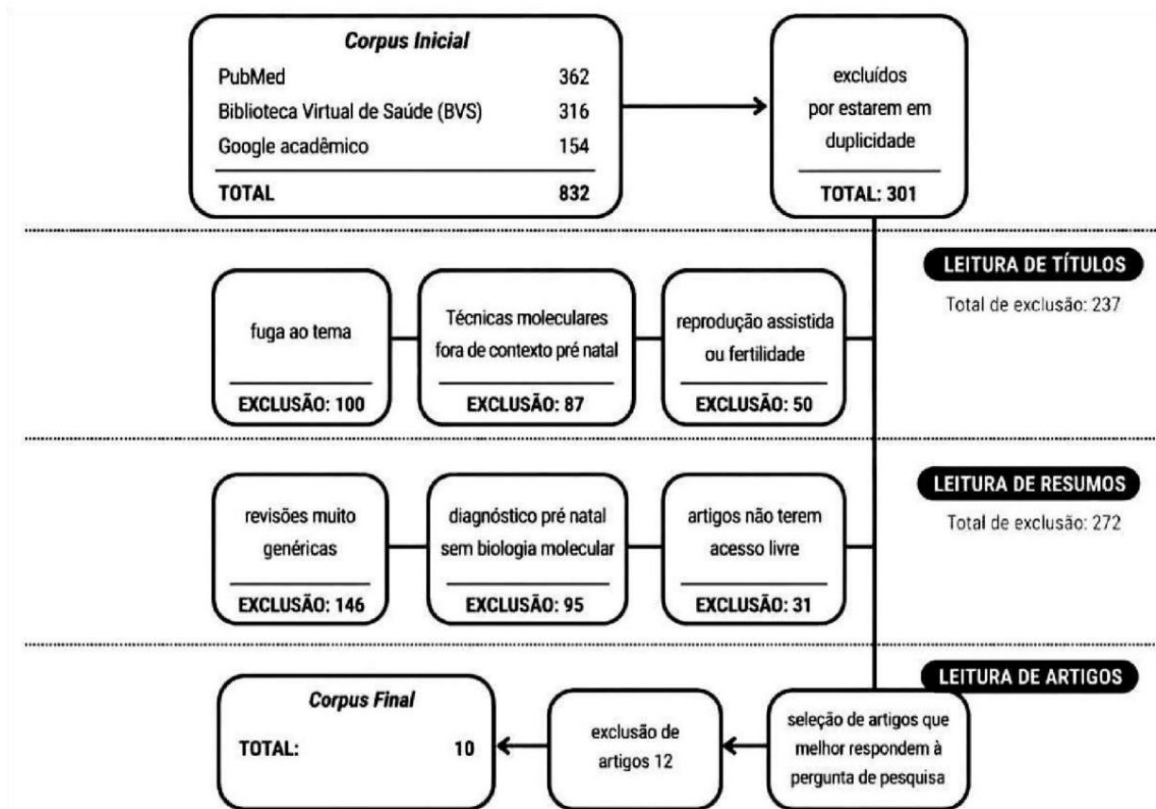 Corpus Inicial
PubMed 362
Biblioteca Virtual de Saúde (BVS) 316
Google acadêmico 154
TOTAL 832
excluídos
por estarem em
duplicidade
TOTAL: 301
LEITURA DE TÍTULOS
Total de exclusão: 237
fuga ao tema
EXCLUSÃO: 100
Técnicas moleculares
fora de contexto pré natal
EXCLUSÃO: 87
reprodução assistida
ou fertilidade
EXCLUSÃO: 50
LEITURA DE RESUMOS
Total de exclusão: 272
revisões muito
genéricas
EXCLUSÃO: 146
diagnóstico pré natal
sem biologia molecular
EXCLUSÃO: 95
artigos não terem
acesso livre
EXCLUSÃO: 31
LEITURA DE ARTIGOS
Corpus Final
TOTAL: 10
exclusão de
artigos 12
seleção de artigos que
melhor respondem à
pergunta de pesquisa